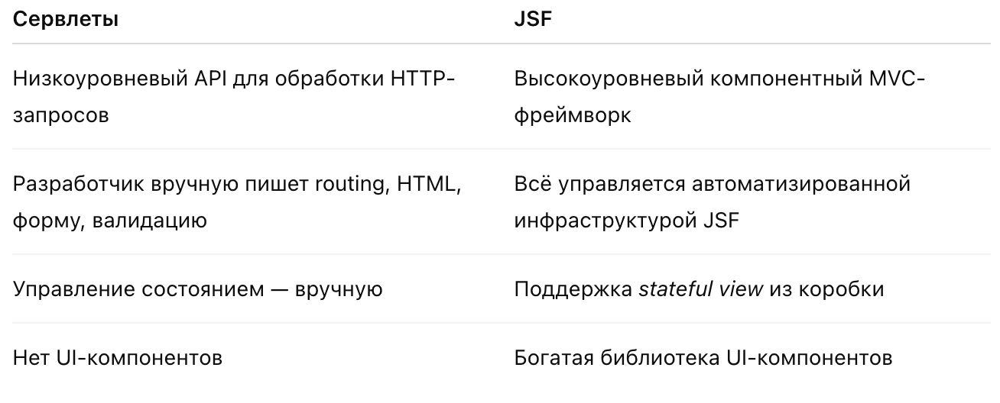 Сервлеты
JSF
Низкоуровневый API для обработки HTTP-
запросов
Высокоуровневый компонентный MVC-
фреймворк
Разработчик вручную пишет routing, HTML,
форму, валидацию
Всё управляется автоматизированной
инфраструктурой JSF
Управление состоянием — вручную
Поддержка stateful view из коробки
Нет UI-компонентов
Богатая библиотека UI-компонентов